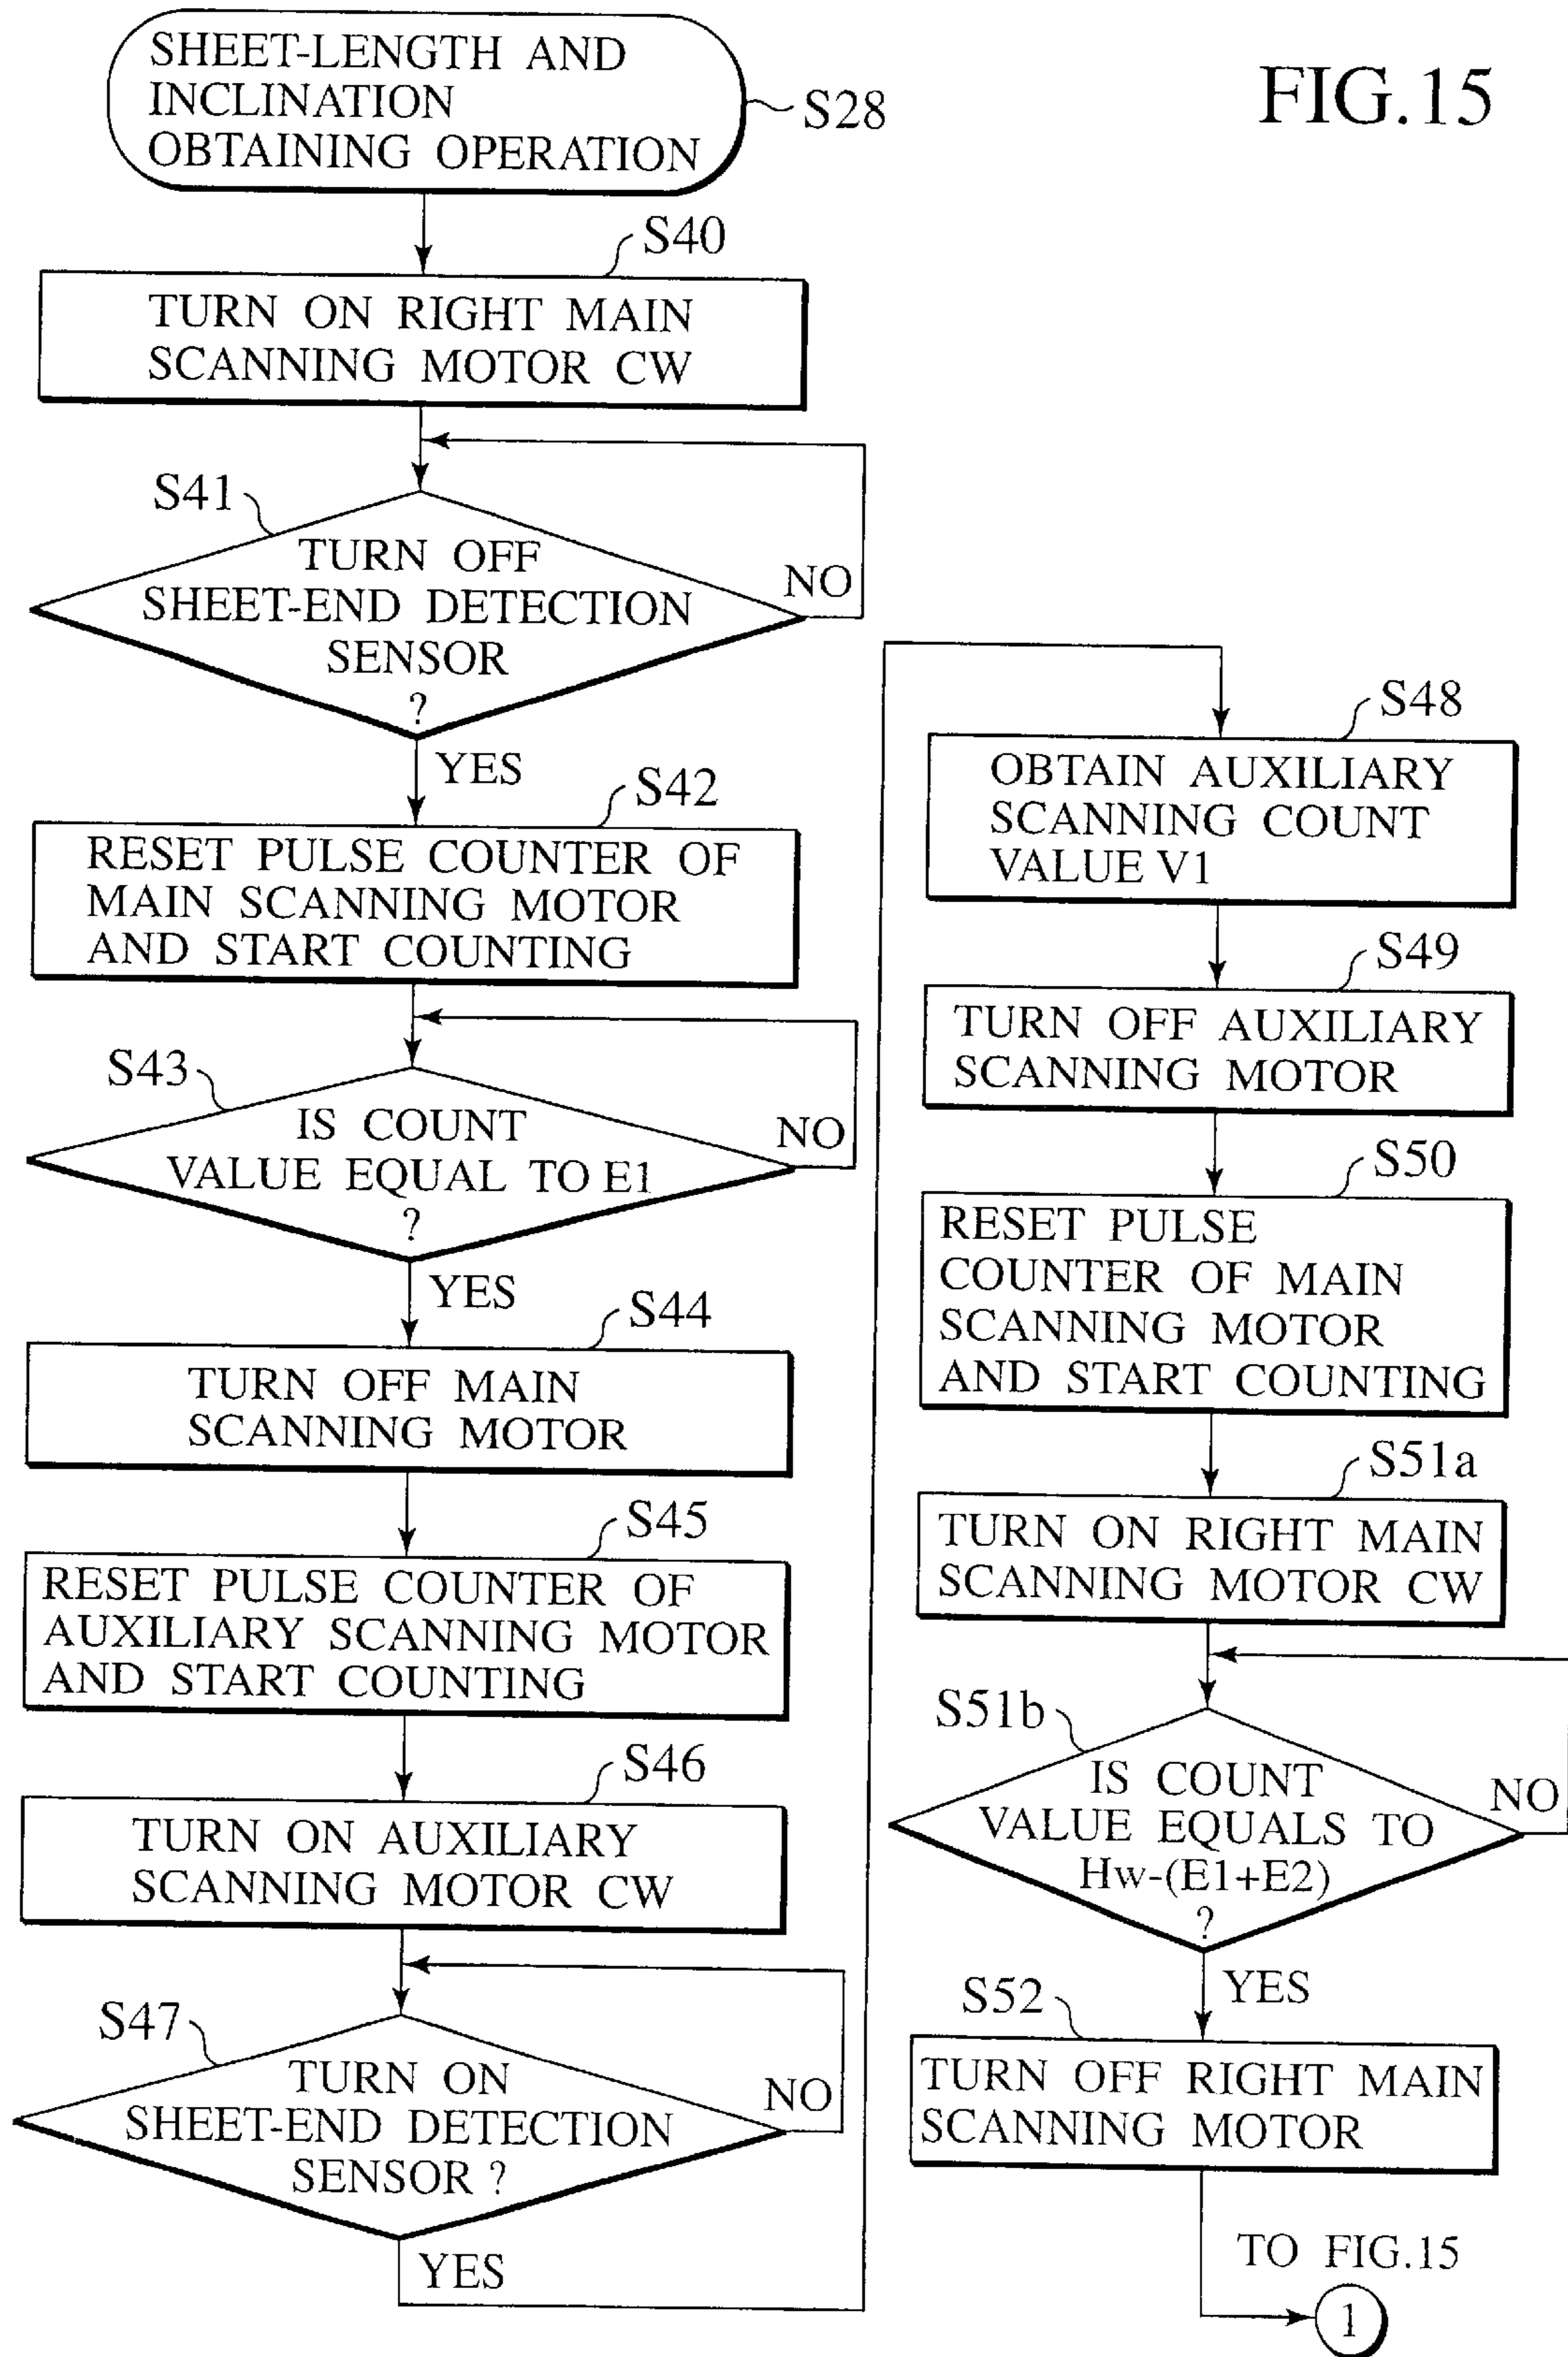 FIG.15
SHEET-LENGTH AND
INCLINATION
OBTAINING OPERATION
S28
S40
TURN ON RIGHT MAIN
SCANNING MOTOR CW
S41
TURN OFF
SHEET-END DETECTION
SENSOR
?
NO
YES
S42
RESET PULSE COUNTER OF
MAIN SCANNING MOTOR
AND START COUNTING
S43
IS COUNT
VALUE EQUAL TO E1
?
NO
YES
S44
TURN OFF MAIN
SCANNING MOTOR
S45
RESET PULSE COUNTER OF
AUXILIARY SCANNING MOTOR
AND START COUNTING
S46
TURN ON AUXILIARY
SCANNING MOTOR CW
S47
TURN ON
SHEET-END DETECTION
SENSOR ?
NO
YES
S48
OBTAIN AUXILIARY
SCANNING COUNT
VALUE V1
S49
TURN OFF AUXILIARY
SCANNING MOTOR
S50
RESET PULSE
COUNTER OF MAIN
SCANNING MOTOR
AND START COUNTING
S51a
TURN ON RIGHT MAIN
SCANNING MOTOR CW
S51b
IS COUNT
VALUE EQUALS TO
Hw-(E1+E2)
?
NO
YES
S52
TURN OFF RIGHT MAIN
SCANNING MOTOR
TO FIG.15
1